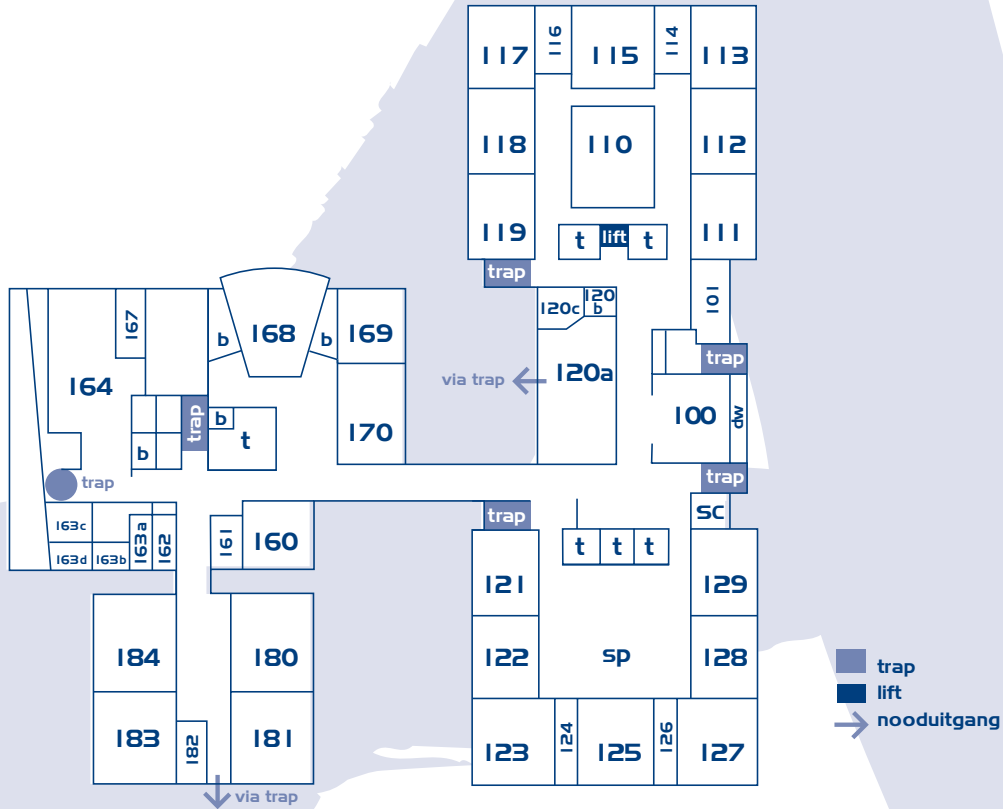 117
116
115
114
113
118
110
112
119
t
lift
t
111
trap
120c
120
b
101
167
b
168
b
169
trap
164
via trap
120a
100
dw
trap
b
t
170
b
trap
trap
163c
163a
162
161
160
trap
sc
163d
163b
t
t
t
121
129
184
180
122
sp
128
183
182
181
123
124
125
126
127
via trap
trap
lift
nooduitgang